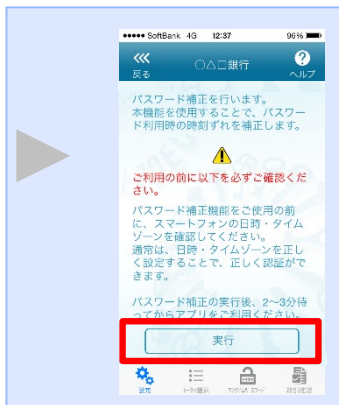 SoftBank 4G 12:37 96%
戻る ○△□銀行 ヘルプ
パスワード補正を行います。
本機能を使用することで、パスワー
ド利用時の時刻ずれを補正します。
ご利用の前に以下を必ずご確認くだ
さい。
パスワード補正機能をご使用の前
に、スマートフォンの日時・タイム
ゾーンを確認してください。
通常は、日時・タイムゾーンを正し
く設定することで、正しく認証がで
きます。
パスワード補正の実行後、2~3分待
ってからアプリをご利用ください。
実行
設定